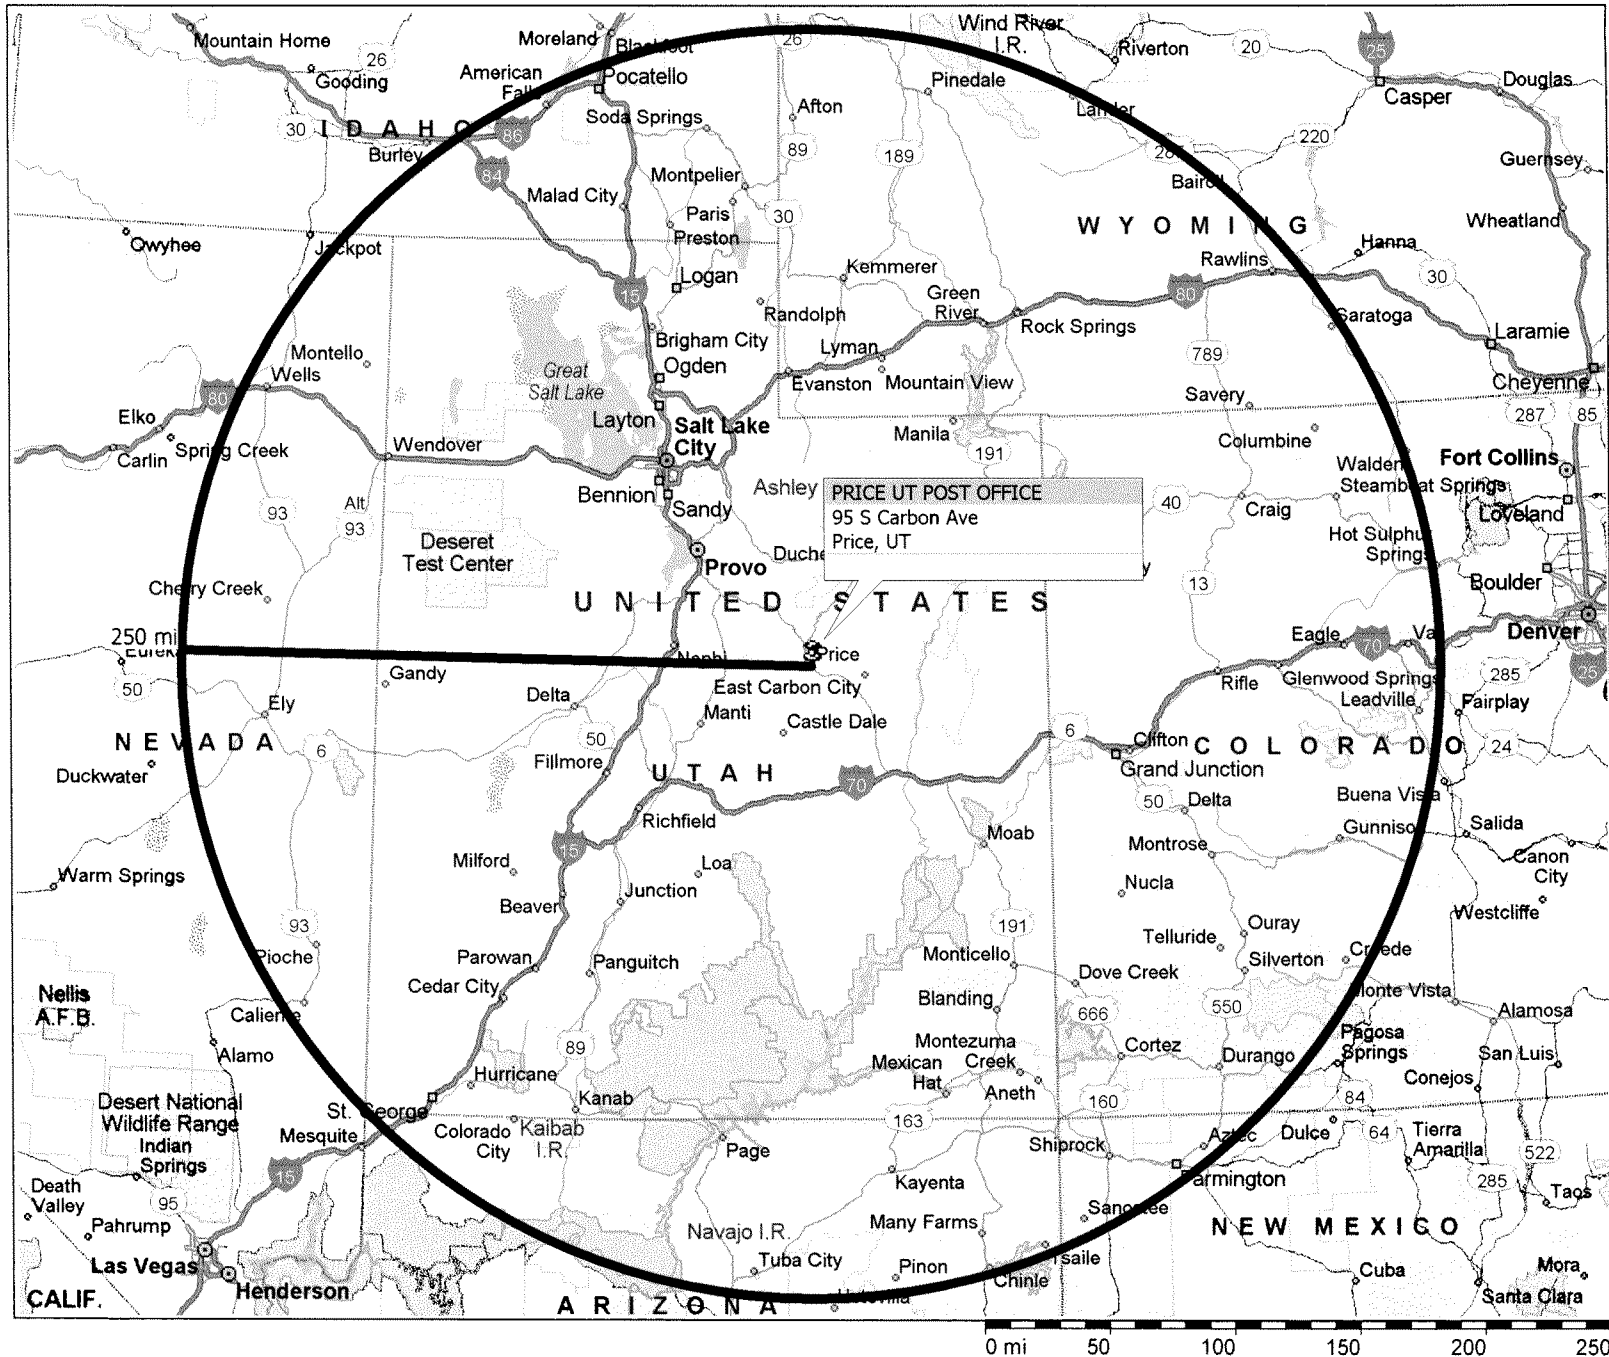 Mountain Home
26
Gooding
Moreland
Blackfoot
American
Falls
Pocatello
Soda Springs
26
Wind River
I.R.
Riverton
20
25
Pinedale
Afton
Lander
Casper
Douglas
30
IDAHO
86
Burley
84
89
189
287
220
Guernsey
Malad City
Montpelier
Bairoil
Paris
30
Preston
WYOMING
Wheatland
Owyhee
Jackpot
Hanna
Rawlins
Logan
Kemmerer
30
15
Green
River
80
Randolph
Rock Springs
Saratoga
Laramie
Brigham City
Montello
Lyman
789
Wells
Great
Salt Lake
Ogden
Evanston
Mountain View
Cheyenne
80
Savery
287
85
Elko
Layton
Salt Lake
City
Manila
Columbine
Spring Creek
Wendover
191
Carlin
Walden
Fort Collins
Steamboat Springs
Bennion
Ashley
PRICE UT POST OFFICE
95 S Carbon Ave
Price, UT
40
Alt
93
93
Sandy
Craig
Loveland
Deseret
Test Center
Duche
Hot Sulphu
Springs
Provo
Boulder
Cherry Creek
y
13
UNITED STATES
250 mi
Eurek
Eagle
70
Va
Denver
Nephi
Price
25
50
Gandy
East Carbon City
Rifle
Glenwood Springs
285
Ely
Delta
Leadville
Fairplay
Manti
Castle Dale
NEVADA
6
50
6
Clifton
COLORADO
24
Duckwater
Fillmore
UTAH
Grand Junction
70
50
Delta
Buena Vista
Richfield
Moab
Gunnison
Salida
15
Montrose
Canon
City
Milford
Loa
Warm Springs
Nucla
Junction
Beaver
Westcliffe
93
191
Ouray
Telluride
Pioche
Parowan
Panguitch
Monticello
Silverton
Creede
Cedar City
Dove Creek
Nellis
A.F.B.
Blanding
Monte Vista
Caliente
666
550
Alamosa
89
Montezuma
Creek
Cortez
Pagosa
Springs
Alamo
Mexican
Hat
Durango
San Luis
Hurricane
Aneth
Conejos
Desert National
Wildlife Range
Kanab
160
84
St. George
163
Mesquite
Colorado
City
Kaibab
I.R.
Aztec
Dulce
64
Tierra
Amarilla
Indian
Springs
Page
Shiprock
522
15
Kayenta
Farmington
285
Death
Valley
95
Taos
Sanostee
Many Farms
Pahrump
Navajo I.R.
NEW MEXICO
Las Vegas
Tuba City
Pinon
Tsaile
Chinle
Cuba
Mora
Henderson
CALIF.
ARIZONA
Hotevilla
Santa Clara
0 mi 50 100 150 200 250